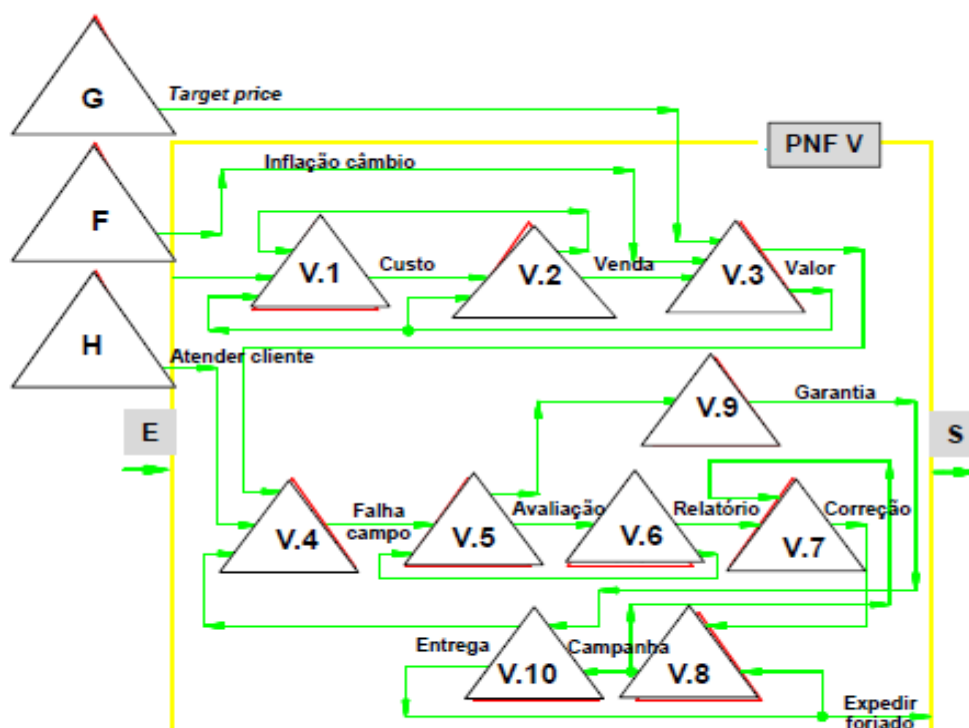 G
Target price
PNF V
Inflação câmbio
F
V.1
Custo
V.2
Venda
V.3
Valor
H
Atender cliente
V.9
Garantia
E
S
V.4
Falha
campo
V.5
Avaliação
V.6
Relatório
V.7
Correção
Entrega
V.10
Campanha
V.8
Expedir
forjado